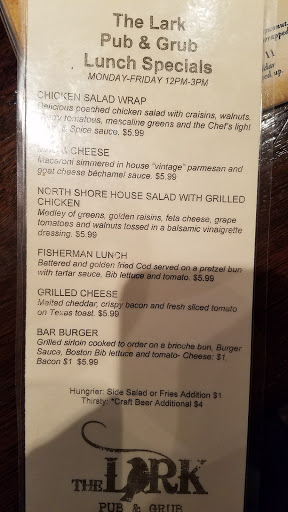 The Lark
Pub & Grub
Lunch Specials
MONDAY-FRIDAY 12PM-3PM
CHICKEN SALAD WRAP
Delicious poached chicken salad with craisins, walnuts,
tomatoes, mescaline greens and the Chef's light
& Spice sauce. $5.99
& CHEESE
Macaroni simmered in house "vintage" parmesan and
goat cheese béchamel sauce. $5.99
NORTH SHORE HOUSE SALAD WITH GRILLED
CHICKEN
Medley of greens, golden raisins, feta cheese, grape
tomatoes and walnuts tossed in a balsamic vinaigrette
dressing. $5.99
FISHERMAN LUNCH
Battered and golden fried Cod served on a pretzel bun
with tartar sauce, Bib lettuce and tomato. $5.99
GRILLED CHEESE
Malted cheddar, crispy bacon and fresh sliced tomato
on Texas toast. $5.99
BAR BURGER
Grilled sirloin cooked to order on a brioche bun, Burger
Sauce, Boston Bib lettuce and tomato- Cheese: $1,
Bacon $1 $5.99
Hungrier: Side Salad or Fries Addition $1
Thirsty: *Craft Beer Additional $4
THE LARK
PUB & GRUB